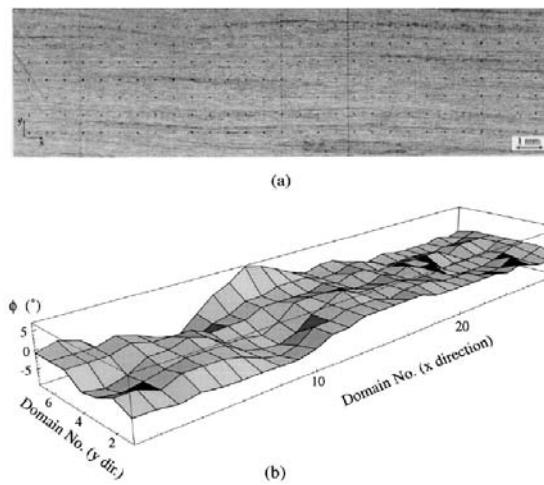 y
x
1 mm
(a)
ϕ (°)
5
0
-5
6
4
2
Domain No. (y dir.)
10
20
Domain No. (x direction)
(b)